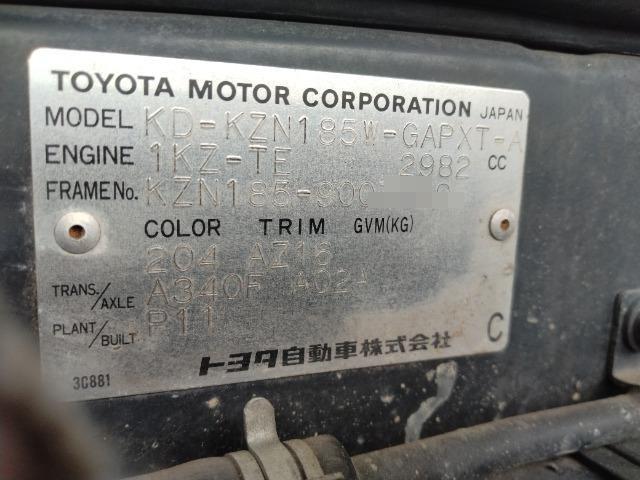 TOYOTA MOTOR CORPORATION JAPAN
MODEL KD-KZN185W-GAPXT-A
ENGINE 1KZ-TE 2982 CC
FRAME No. KZN185-900
COLOR TRIM GVM(KG)
204 AZ16
TRANS./AXLE A340F A02A
PLANT/BUILT P11
C
トヨタ自動車株式会社
3C881